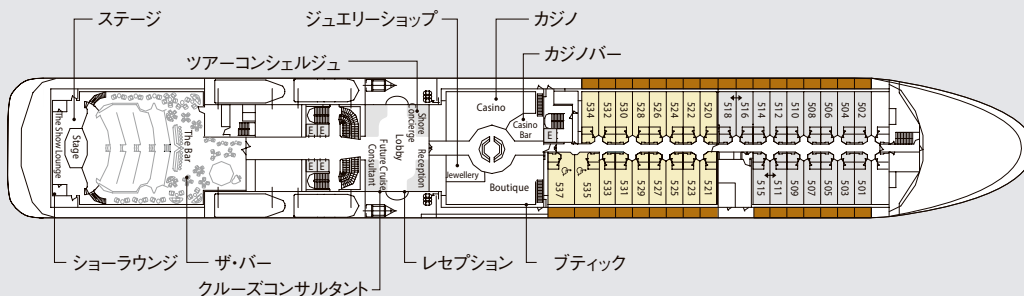 ステージ
ジュエリーショップ
カジノ
ツアーコンシェルジュ
カジノバー
The Show Lounge
Stage
The Bar
E
E
E
E
Future Cruise
Consultant
Lobby
Shore
Concierge
Reception
Casino
Casino
Bar
Jewellery
Boutique
E
534
532
530
528
526
524
522
520
518
516
514
512
510
508
506
504
502
537
535
533
531
529
527
525
523
521
515
511
509
507
505
503
501
ショーラウンジ
ザ・バー
レセプション
ブティック
クルーズコンサルタント